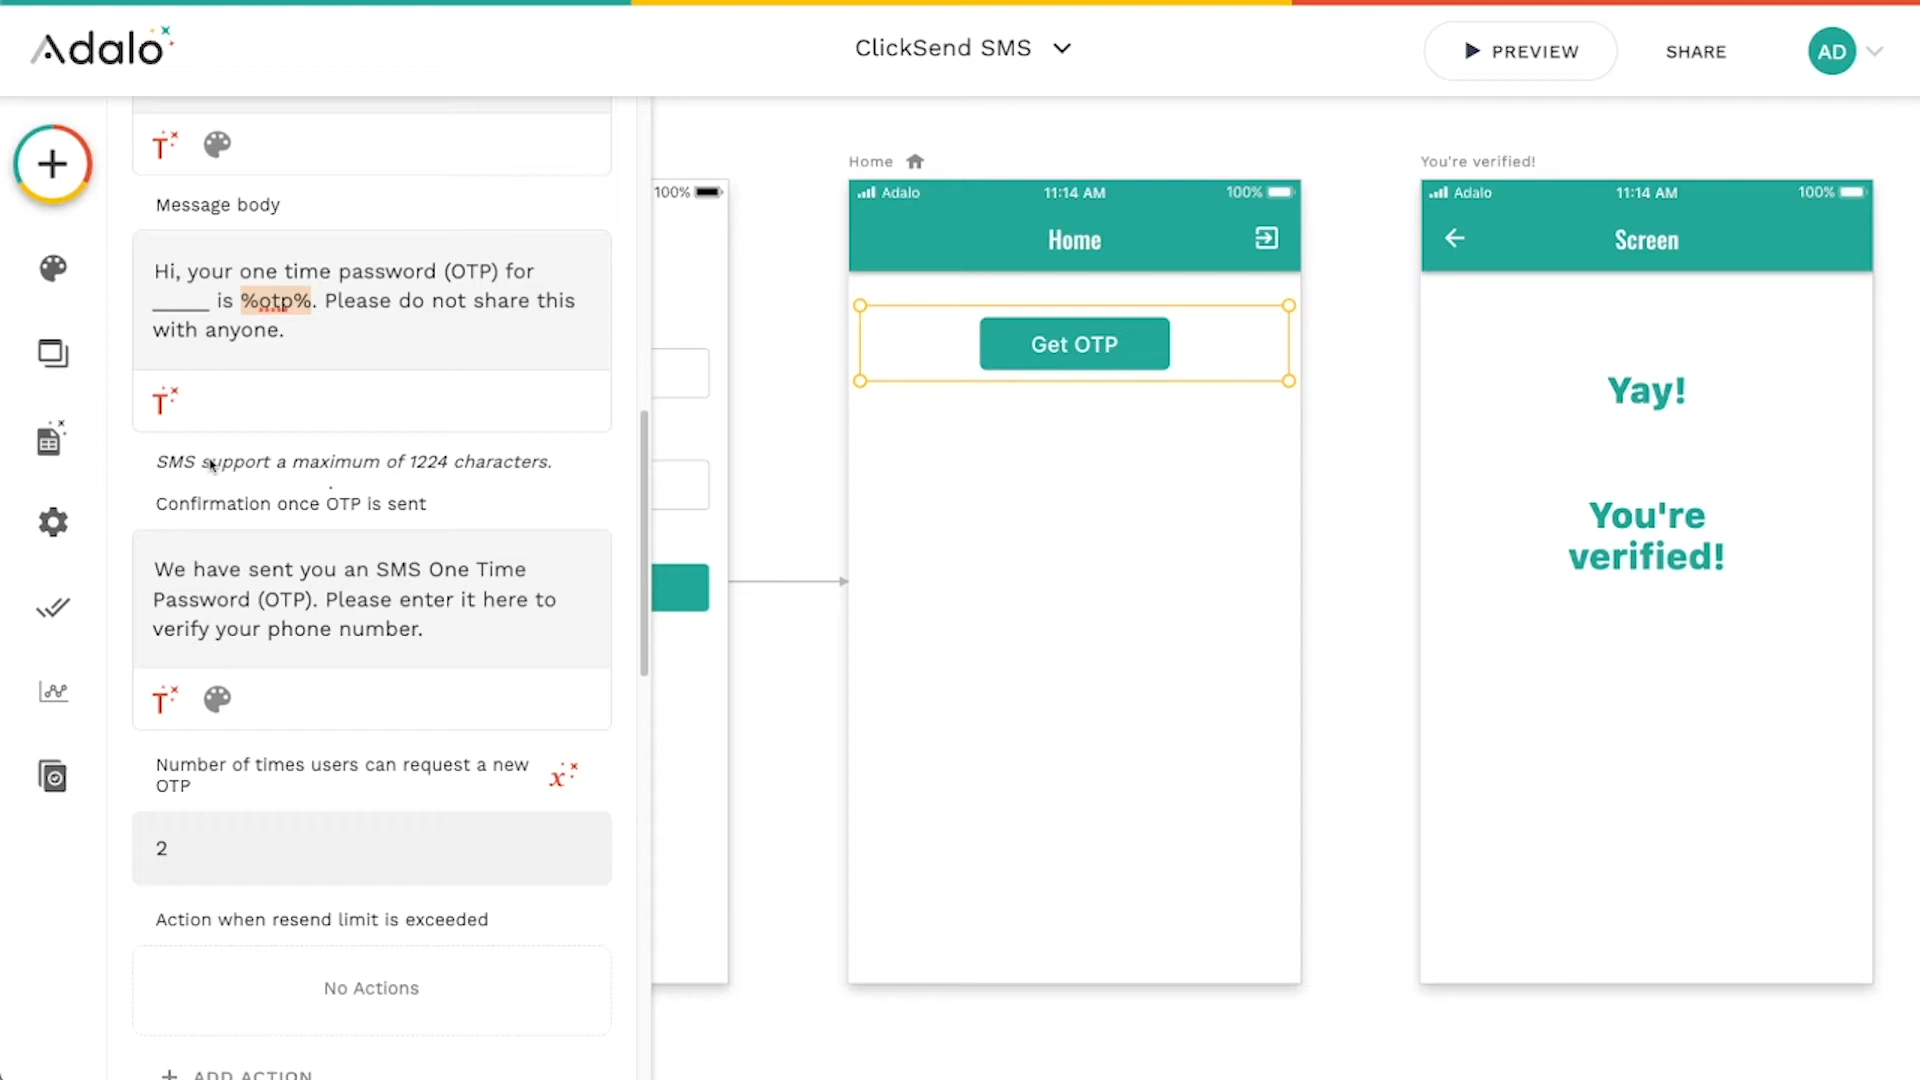 Adalo
ClickSend SMS
PREVIEW
SHARE
AD
Message body
Hi, your one time password (OTP) for
_____ is %otp%. Please do not share this
with anyone.
SMS support a maximum of 1224 characters.
Confirmation once OTP is sent
We have sent you an SMS One Time
Password (OTP). Please enter it here to
verify your phone number.
Number of times users can request a new
OTP
2
Action when resend limit is exceeded
No Actions
+ ADD ACTION
100%
Home
Adalo 11:14 AM 100%
Home
Get OTP
You're verified!
Adalo 11:14 AM 100%
Screen
Yay!
You're
verified!